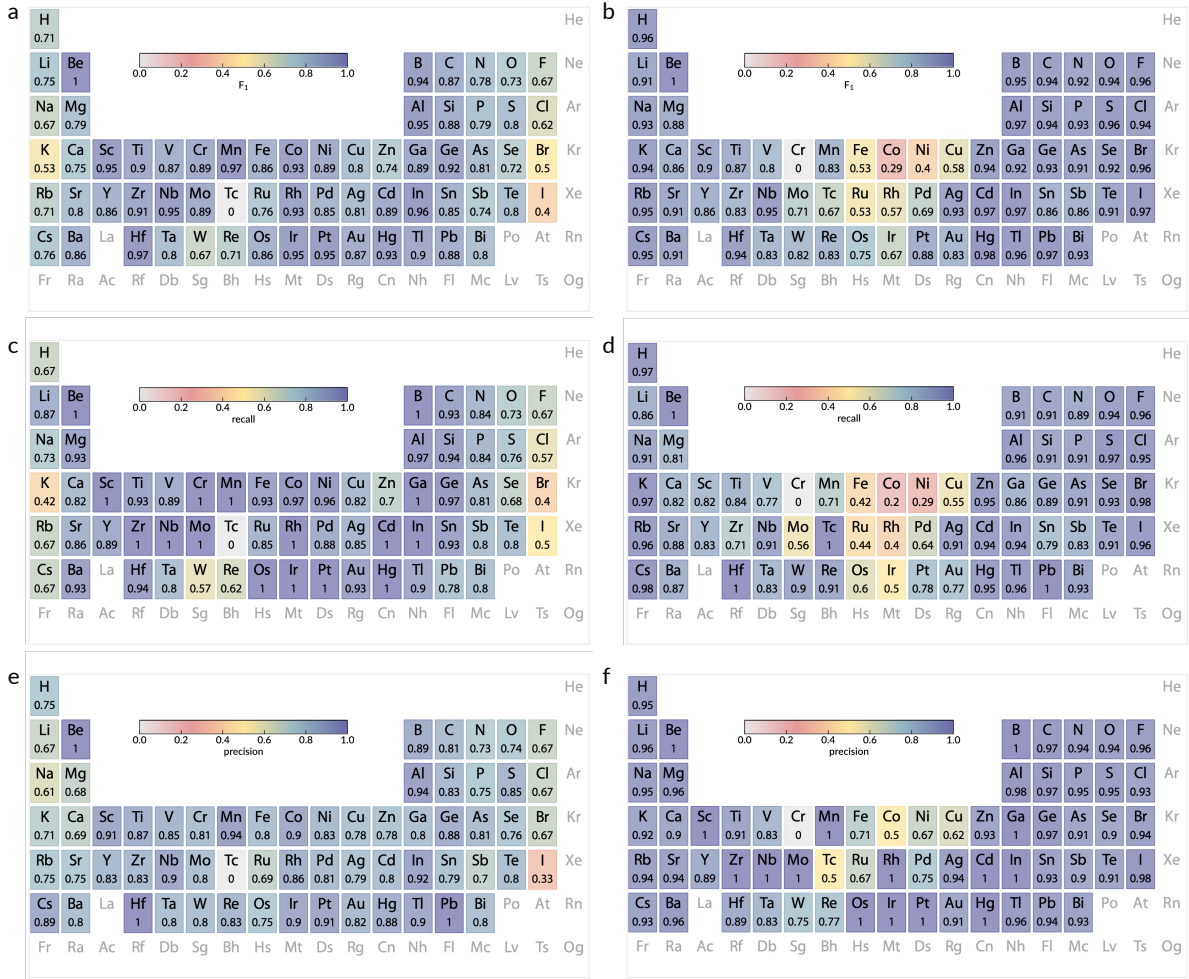 a
H He
0.71
Li Be B C N O F Ne
0.75 1 0.94 0.87 0.78 0.73 0.67
0.0 0.2 0.4 0.6 0.8 1.0
F₁
Na Mg Al Si P S Cl Ar
0.67 0.79 0.95 0.88 0.79 0.8 0.62
K Ca Sc Ti V Cr Mn Fe Co Ni Cu Zn Ga Ge As Se Br Kr
0.53 0.75 0.95 0.9 0.87 0.89 0.97 0.86 0.93 0.89 0.8 0.74 0.89 0.92 0.81 0.72 0.5
Rb Sr Y Zr Nb Mo Tc Ru Rh Pd Ag Cd In Sn Sb Te I Xe
0.71 0.8 0.86 0.91 0.95 0.89 0 0.76 0.93 0.85 0.81 0.89 0.96 0.85 0.74 0.8 0.4
Cs Ba La Hf Ta W Re Os Ir Pt Au Hg Tl Pb Bi Po At Rn
0.76 0.86 0.97 0.8 0.67 0.71 0.86 0.95 0.95 0.87 0.93 0.9 0.88 0.8
Fr Ra Ac Rf Db Sg Bh Hs Mt Ds Rg Cn Nh Fl Mc Lv Ts Og
b
H He
0.96
Li Be B C N O F Ne
0.91 1 0.95 0.94 0.92 0.94 0.96
0.0 0.2 0.4 0.6 0.8 1.0
F₁
Na Mg Al Si P S Cl Ar
0.93 0.88 0.97 0.94 0.93 0.96 0.94
K Ca Sc Ti V Cr Mn Fe Co Ni Cu Zn Ga Ge As Se Br Kr
0.94 0.86 0.9 0.87 0.8 0 0.83 0.53 0.29 0.4 0.58 0.94 0.92 0.93 0.91 0.92 0.96
Rb Sr Y Zr Nb Mo Tc Ru Rh Pd Ag Cd In Sn Sb Te I Xe
0.95 0.91 0.86 0.83 0.95 0.71 0.67 0.53 0.57 0.69 0.93 0.97 0.97 0.86 0.86 0.91 0.97
Cs Ba La Hf Ta W Re Os Ir Pt Au Hg Tl Pb Bi Po At Rn
0.95 0.91 0.94 0.83 0.82 0.83 0.75 0.67 0.88 0.83 0.98 0.96 0.97 0.93
Fr Ra Ac Rf Db Sg Bh Hs Mt Ds Rg Cn Nh Fl Mc Lv Ts Og
c
H He
0.67
Li Be B C N O F Ne
0.87 1 1 0.93 0.84 0.73 0.67
0.0 0.2 0.4 0.6 0.8 1.0
recall
Na Mg Al Si P S Cl Ar
0.73 0.93 0.97 0.94 0.84 0.76 0.57
K Ca Sc Ti V Cr Mn Fe Co Ni Cu Zn Ga Ge As Se Br Kr
0.42 0.82 1 0.93 0.89 1 1 0.93 0.97 0.96 0.82 0.7 1 0.96 0.81 0.68 0.4
Rb Sr Y Zr Nb Mo Tc Ru Rh Pd Ag Cd In Sn Sb Te I Xe
0.67 0.86 0.89 1 1 1 0 0.85 1 0.88 0.85 1 1 0.93 0.8 0.8 0.5
Cs Ba La Hf Ta W Re Os Ir Pt Au Hg Tl Pb Bi Po At Rn
0.67 0.93 0.94 0.8 0.57 0.62 1 1 1 0.93 1 0.9 0.78 0.8
Fr Ra Ac Rf Db Sg Bh Hs Mt Ds Rg Cn Nh Fl Mc Lv Ts Og
d
H He
0.97
Li Be B C N O F Ne
0.86 1 0.91 0.91 0.89 0.94 0.96
0.0 0.2 0.4 0.6 0.8 1.0
recall
Na Mg Al Si P S Cl Ar
0.91 0.81 0.96 0.91 0.91 0.97 0.95
K Ca Sc Ti V Cr Mn Fe Co Ni Cu Zn Ga Ge As Se Br Kr
0.97 0.82 0.82 0.84 0.77 0 0.71 0.42 0.2 0.29 0.55 0.95 0.86 0.89 0.91 0.93 0.98
Rb Sr Y Zr Nb Mo Tc Ru Rh Pd Ag Cd In Sn Sb Te I Xe
0.96 0.88 0.83 0.71 0.91 0.56 1 0.44 0.4 0.64 0.91 0.94 0.94 0.79 0.83 0.91 0.96
Cs Ba La Hf Ta W Re Os Ir Pt Au Hg Tl Pb Bi Po At Rn
0.98 0.87 1 0.83 0.9 0.91 0.6 0.5 0.78 0.77 0.95 0.96 1 0.93
Fr Ra Ac Rf Db Sg Bh Hs Mt Ds Rg Cn Nh Fl Mc Lv Ts Og
e
H He
0.75
Li Be B C N O F Ne
0.67 1 0.89 0.81 0.73 0.74 0.67
0.0 0.2 0.4 0.6 0.8 1.0
precision
Na Mg Al Si P S Cl Ar
0.61 0.68 0.94 0.83 0.75 0.85 0.67
K Ca Sc Ti V Cr Mn Fe Co Ni Cu Zn Ga Ge As Se Br Kr
0.71 0.69 0.91 0.87 0.85 0.81 0.94 0.8 0.9 0.83 0.78 0.78 0.8 0.88 0.81 0.76 0.67
Rb Sr Y Zr Nb Mo Tc Ru Rh Pd Ag Cd In Sn Sb Te I Xe
0.75 0.75 0.83 0.83 0.9 0.8 0 0.69 0.86 0.81 0.79 0.8 0.92 0.79 0.7 0.8 0.33
Cs Ba La Hf Ta W Re Os Ir Pt Au Hg Tl Pb Bi Po At Rn
0.89 0.8 1 0.8 0.8 0.83 0.75 0.9 0.91 0.82 0.88 0.9 1 0.8
Fr Ra Ac Rf Db Sg Bh Hs Mt Ds Rg Cn Nh Fl Mc Lv Ts Og
f
H He
0.95
Li Be B C N O F Ne
0.96 1 1 0.97 0.94 0.94 0.96
0.0 0.2 0.4 0.6 0.8 1.0
precision
Na Mg Al Si P S Cl Ar
0.95 0.96 0.98 0.97 0.95 0.95 0.93
K Ca Sc Ti V Cr Mn Fe Co Ni Cu Zn Ga Ge As Se Br Kr
0.92 0.9 1 0.91 0.83 0 1 0.71 0.5 0.67 0.62 0.93 1 0.97 0.91 0.9 0.94
Rb Sr Y Zr Nb Mo Tc Ru Rh Pd Ag Cd In Sn Sb Te I Xe
0.94 0.94 0.89 1 1 1 0.5 0.67 1 0.75 0.94 1 1 0.93 0.9 0.91 0.98
Cs Ba La Hf Ta W Re Os Ir Pt Au Hg Tl Pb Bi Po At Rn
0.93 0.96 0.89 0.83 0.75 0.77 1 1 1 0.91 1 0.96 0.94 0.93
Fr Ra Ac Rf Db Sg Bh Hs Mt Ds Rg Cn Nh Fl Mc Lv Ts Og